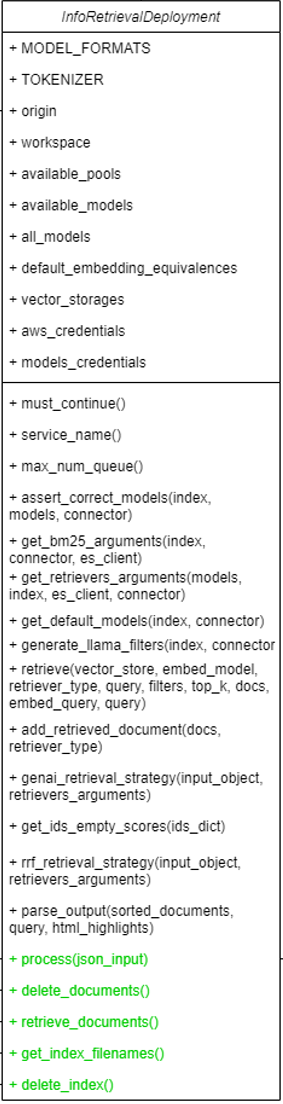 InfoRetrievalDeployment
+ MODEL_FORMATS
+ TOKENIZER
+ origin
+ workspace
+ available_pools
+ available_models
+ all_models
+ default_embedding_equivalences
+ vector_storages
+ aws_credentials
+ models_credentials
+ must_continue()
+ service_name()
+ max_num_queue()
+ assert_correct_models(index,
models, connector)
+ get_bm25_arguments(index,
connector, es_client)
+ get_retrievers_arguments(models,
index, es_client, connector)
+ get_default_models(index, connector)
+ generate_llama_filters(index, connector
+ retrieve(vector_store, embed_model,
retriever_type, query, filters, top_k, docs,
embed_query, query)
+ add_retrieved_document(docs,
retriever_type)
+ genai_retrieval_strategy(input_object,
retrievers_arguments)
+ get_ids_empty_scores(ids_dict)
+ rrf_retrieval_strategy(input_object,
retrievers_arguments)
+ parse_output(sorted_documents,
query, html_highlights)
+ process(json_input)
+ delete_documents()
+ retrieve_documents()
+ get_index_filenames()
+ delete_index()